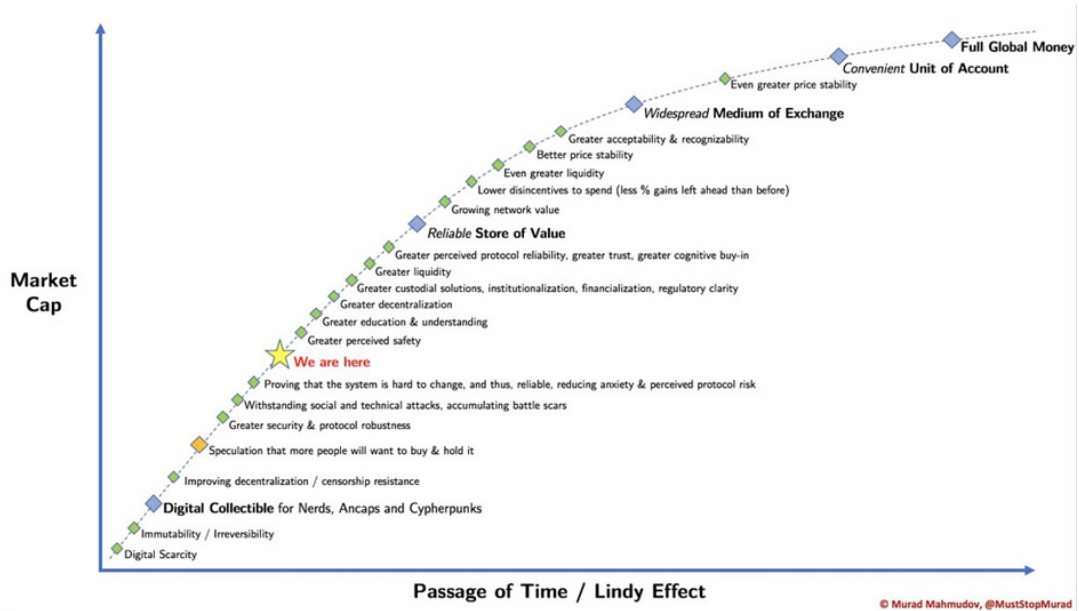 Full Global Money
Convenient Unit of Account
Even greater price stability
Widespread Medium of Exchange
Greater acceptability & recognizability
Better price stability
Even greater liquidity
Lower disincentives to spend (less % gains left ahead than before)
Growing network value
Reliable Store of Value
Greater perceived protocol reliability, greater trust, greater cognitive buy-in
Greater liquidity
Greater custodial solutions, institutionalization, financialization, regulatory clarity
Greater decentralization
Greater education & understanding
Greater perceived safety
We are here
Proving that the system is hard to change, and thus, reliable, reducing anxiety & perceived protocol risk
Withstanding social and technical attacks, accumulating battle scars
Greater security & protocol robustness
Speculation that more people will want to buy & hold it
Improving decentralization / censorship resistance
Digital Collectible for Nerds, Ancaps and Cypherpunks
Immutability / Irreversibility
Digital Scarcity
Market
Cap
Passage of Time / Lindy Effect
© Murad Mahmudov, @MustStopMurad